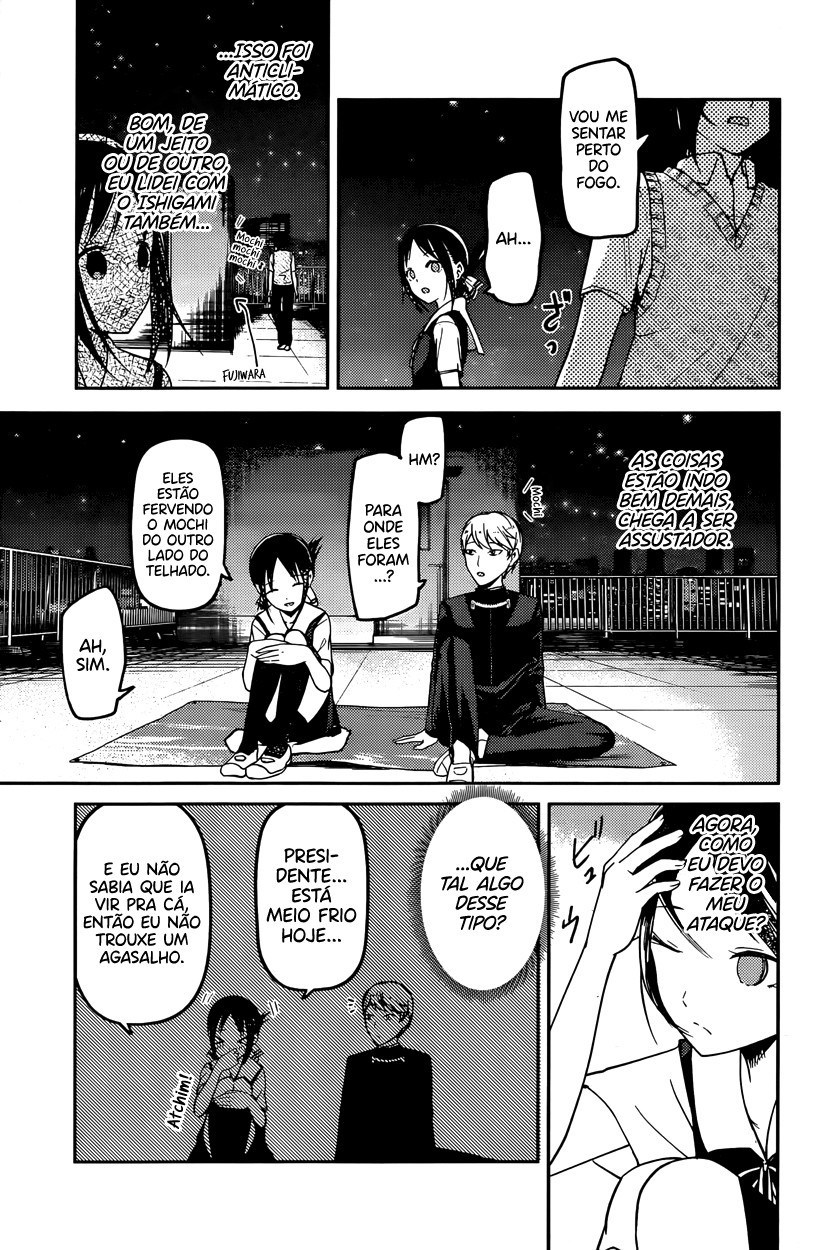 VOU ME
SENTAR
PERTO
DO
FOGO.
AH...
ざっ
...ISSO FOI
ANTICLI-
MÁTICO.
BOM, DE
UM JEITO
OU DE OUTRO,
EU LIDEI COM
O ISHIGAMI
TAMBÉM...
Mochi
mochi
mochi
FUJIWARA
AS COISAS
ESTÃO INDO
BEM DEMAIS,
CHEGA A SER
ASSUSTADOR.
Mochi
HM?
PARA
ONDE
ELES
FORAM
...?
ELES
ESTÃO
FERVENDO
O MOCHI
DO OUTRO
LADO DO
TELHADO.
AH,
SIM.
AGORA,
COMO
EU DEVO
FAZER O
MEU
ATAQUE?
...QUE
TAL ALGO
DESSE
TIPO?
PRESI-
DENTE...
ESTÁ
MEIO FRIO
HOJE...
E EU NÃO
SABIA QUE IA
VIR PRA CÁ,
ENTÃO EU NÃO
TROUXE UM
AGASALHO.
Atchim!